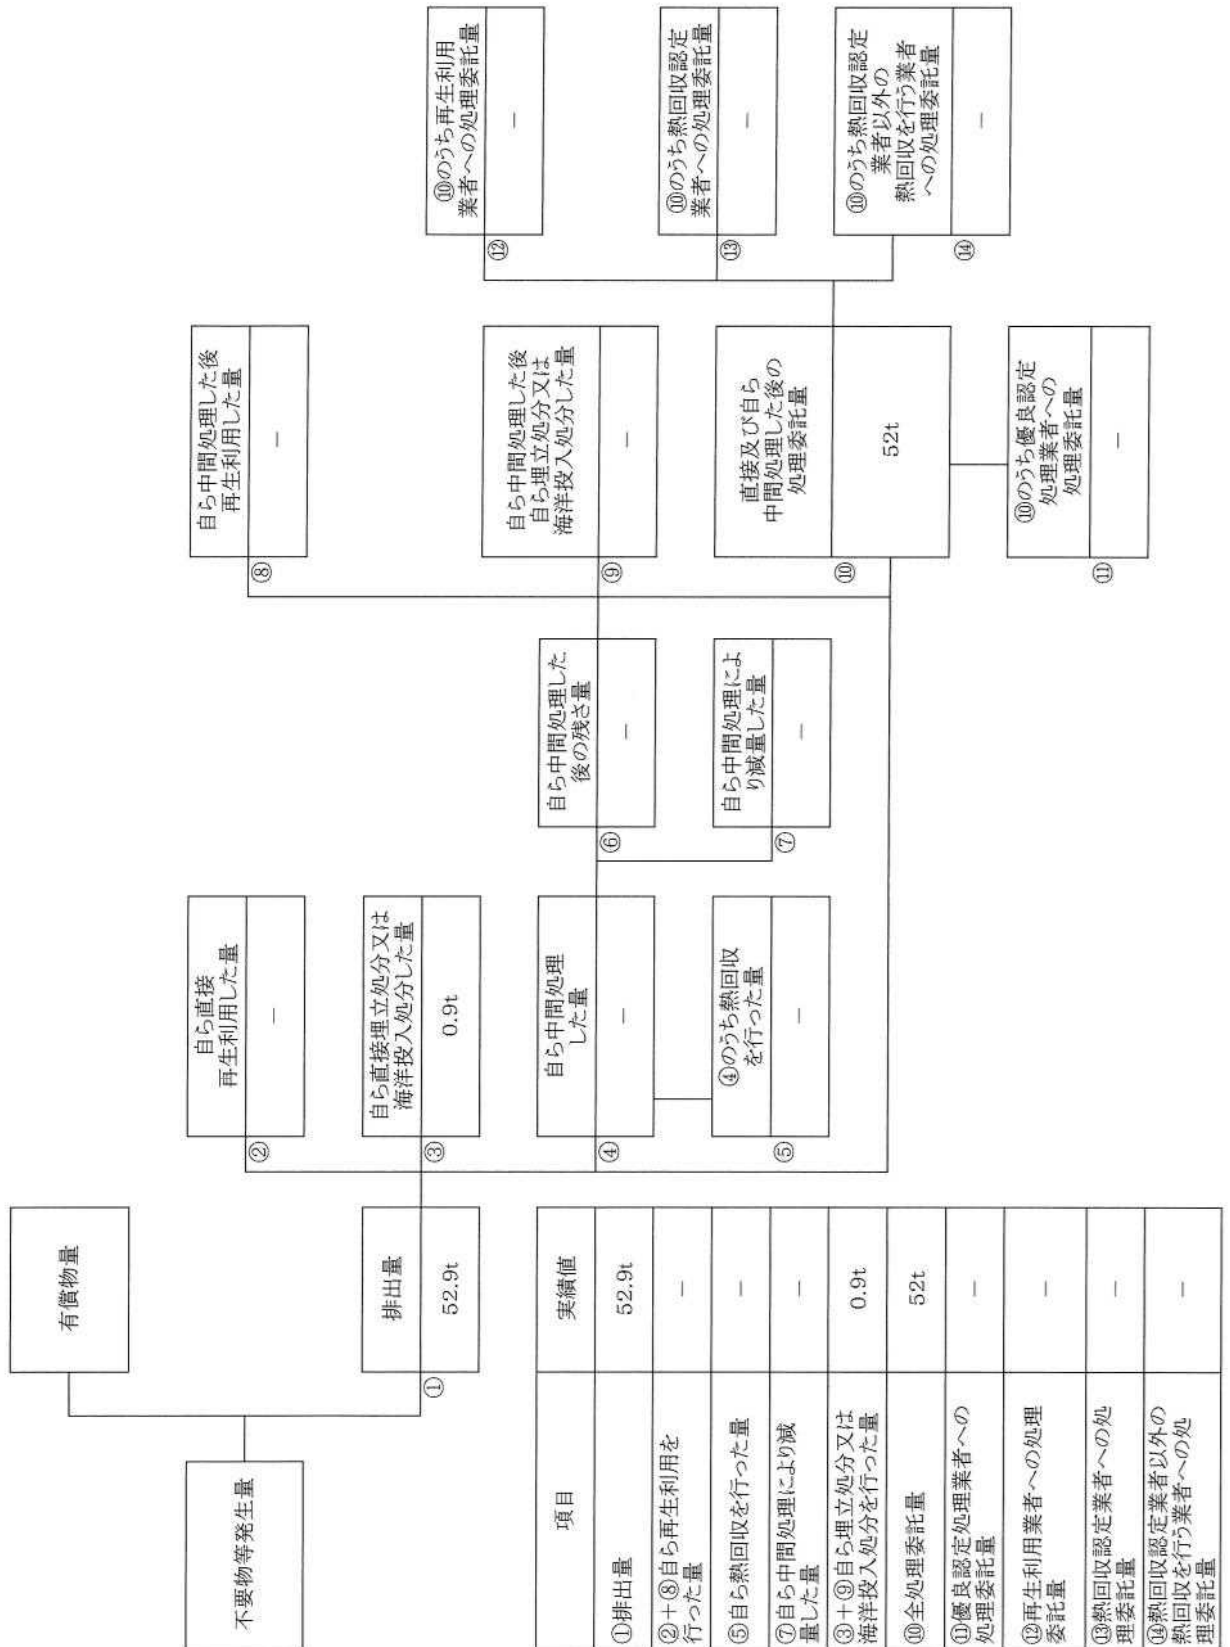 不要物等発生量
有償物量
排出量
①
52.9t
自ら直接
再生利用した量
②
－
自ら直接埋立処分又は
海洋投入処分した量
③
0.9t
自ら中間処理
した量
④
－
④のうち熱回収
を行った量
⑤
－
自ら中間処理した
後の残さ量
⑥
－
自ら中間処理によ
り減量した量
⑦
－
自ら中間処理した後
再生利用した量
⑧
－
自ら中間処理した後
自ら埋立処分又は
海洋投入処分した量
⑨
－
直接及び自ら
中間処理した後の
処理委託量
⑩
52t
⑩のうち優良認定
処理業者への
処理委託量
⑪
－
⑩のうち再生利用
業者への処理委託量
⑫
－
⑩のうち熱回収認定
業者への処理委託量
⑬
－
⑩のうち熱回収認定
業者以外の
熱回収を行う業者
への処理委託量
⑭
－
項目
実績値
①排出量
52.9t
②＋⑧自ら再生利用を
行った量
－
⑤自ら熱回収を行った量
－
⑦自ら中間処理により減
量した量
－
③＋⑨自ら埋立処分又は
海洋投入処分を行った量
0.9t
⑩全処理委託量
52t
⑪優良認定処理業者への
処理委託量
－
⑫再生利用業者への処理
委託量
－
⑬熱回収認定業者への処
理委託量
－
⑭熱回収認定業者以外の
熱回収を行う業者への処
理委託量
－